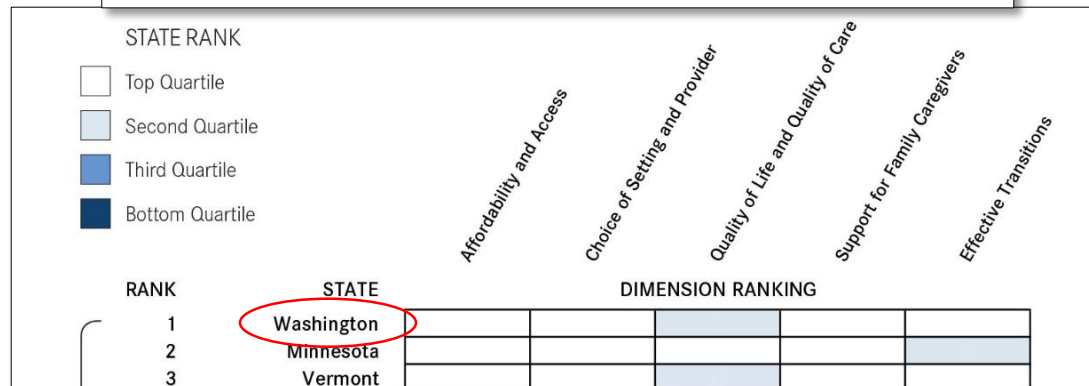 STATE RANK
Top Quartile
Second Quartile
Third Quartile
Bottom Quartile
Affordability and Access
Choice of Setting and Provider
Quality of Life and Quality of Care
Support for Family Caregivers
Effective Transitions
RANK STATE DIMENSION RANKING
1 Washington
2 Minnesota
3 Vermont